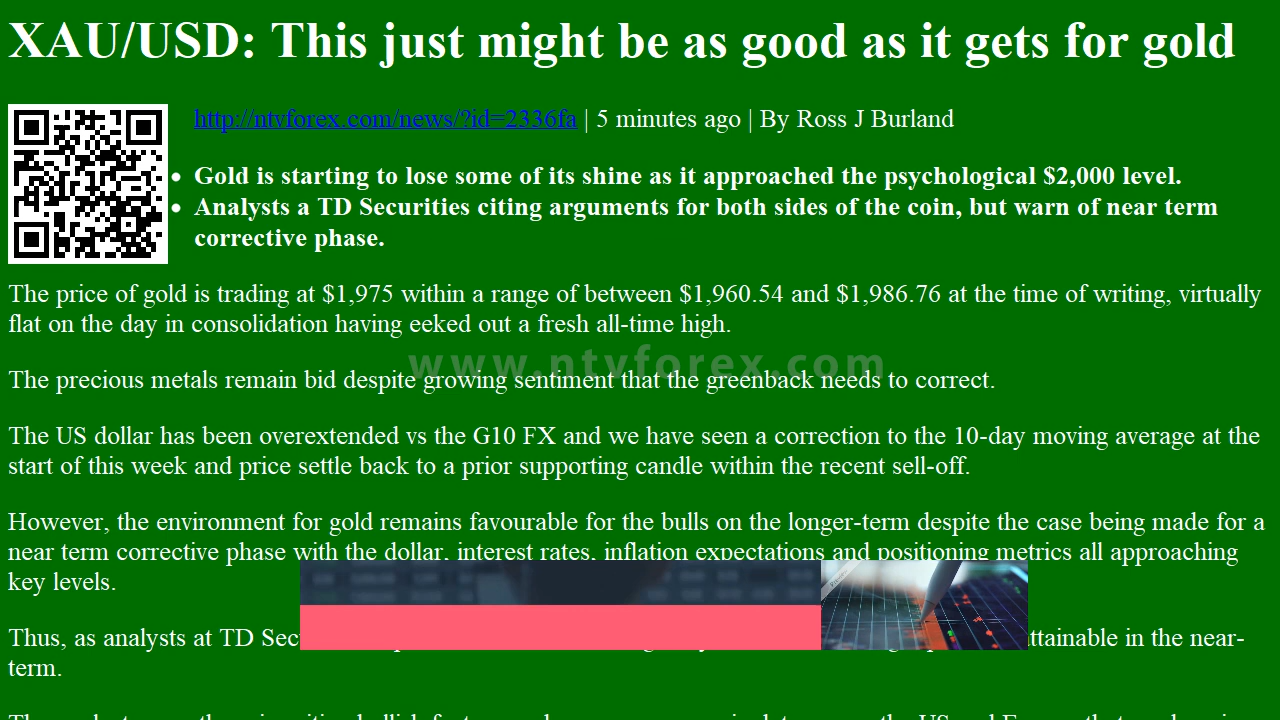 XAU/USD: This just might be as good as it gets for gold
http://ntvforex.com/news/?id=2336fa | 5 minutes ago | By Ross J Burland
• Gold is starting to lose some of its shine as it approached the psychological $2,000 level.
• Analysts a TD Securities citing arguments for both sides of the coin, but warn of near term
corrective phase.
The price of gold is trading at $1,975 within a range of between $1,960.54 and $1,986.76 at the time of writing, virtually
flat on the day in consolidation having eeked out a fresh all-time high.
www.ntvforex.com
The precious metals remain bid despite growing sentiment that the greenback needs to correct.
The US dollar has been overextended vs the G10 FX and we have seen a correction to the 10-day moving average at the
start of this week and price settle back to a prior supporting candle within the recent sell-off.
However, the environment for gold remains favourable for the bulls on the longer-term despite the case being made for a
near term corrective phase with the dollar, interest rates, inflation expectations and positioning metrics all approaching
key levels.
Thus, as analysts at TD in the near-
term.